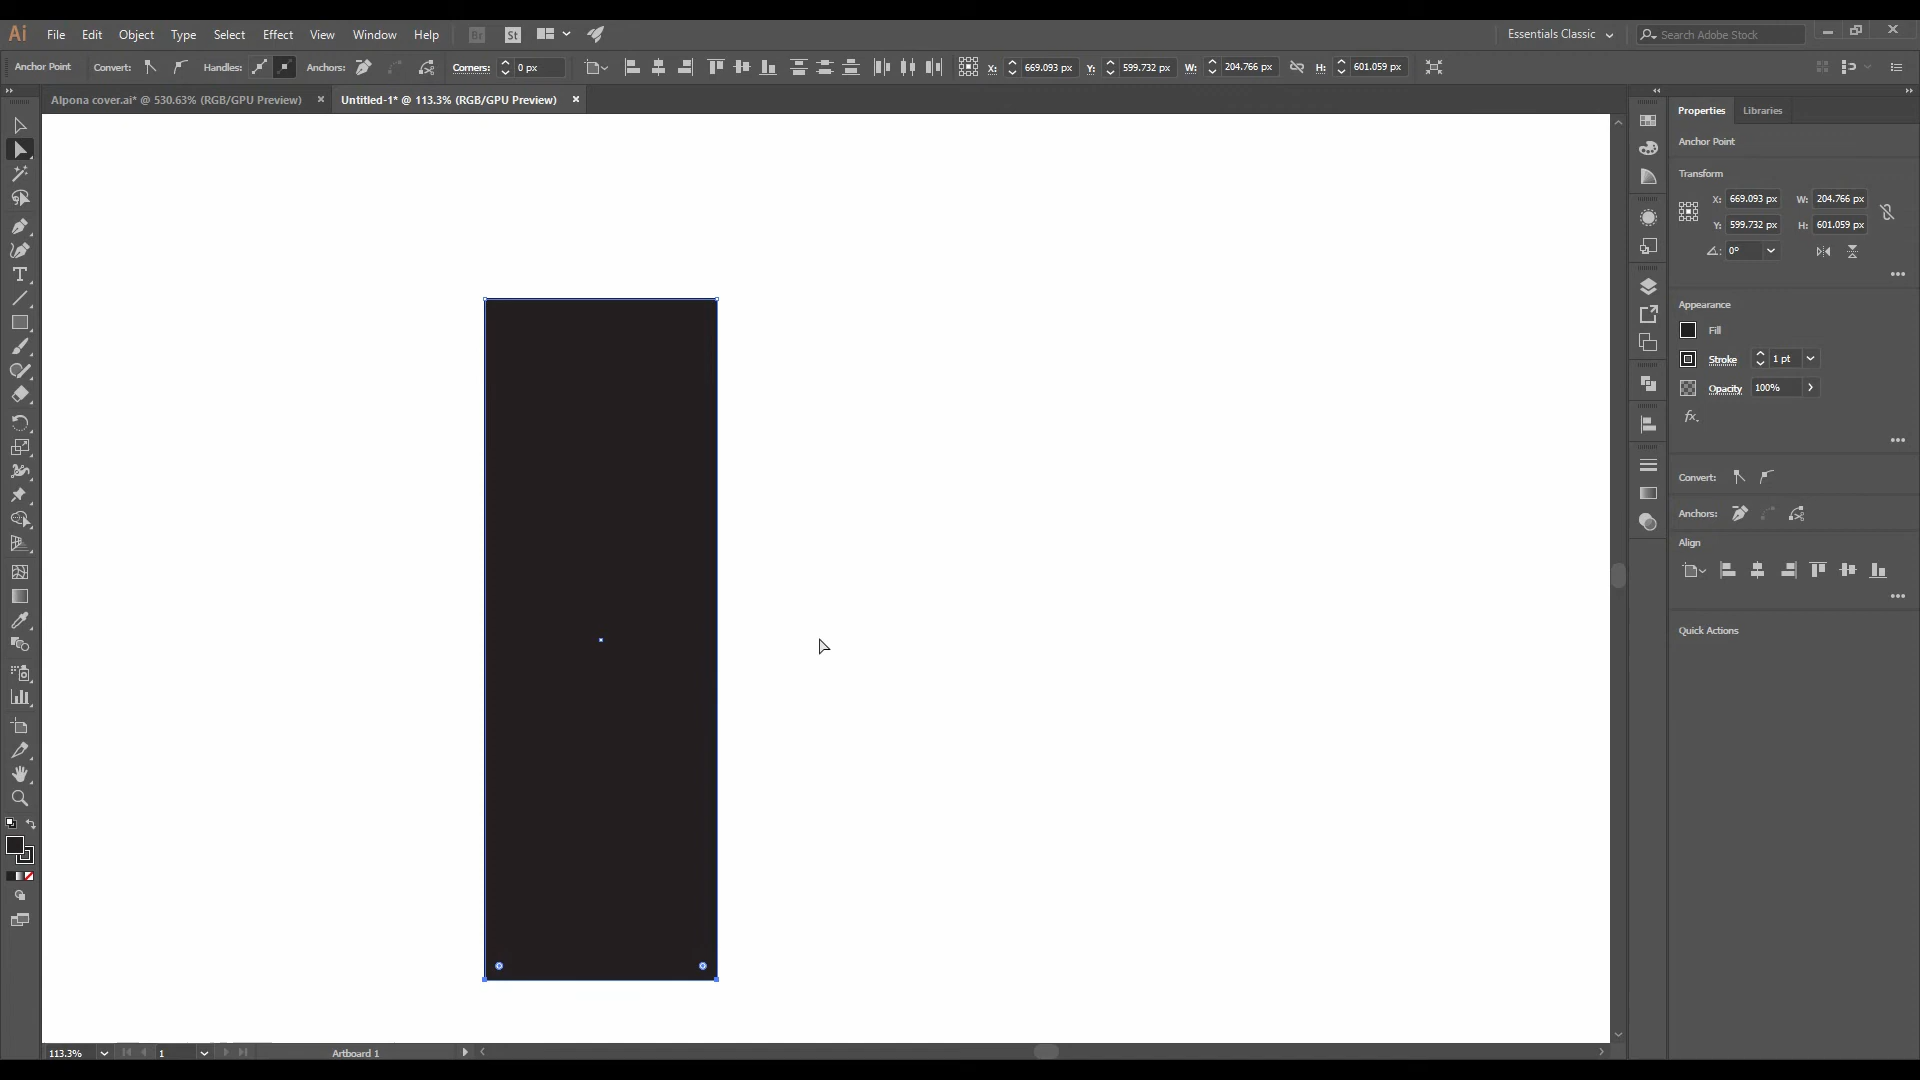 Ai File Edit Object Type Select Effect View Window Help Br St Essentials Classic Search Adobe Stock
Anchor Point Convert: Handles: Anchors: Corners: 0 px X: 669.093 px Y: 599.732 px W: 204.766 px H: 601.059 px
Alpona cover.ai* @ 530.63% (RGB/GPU Preview) × Untitled-1* @ 113.3% (RGB/GPU Preview) ×
Properties Libraries
Anchor Point
Transform
X: 669.093 px W: 204.766 px
Y: 599.732 px H: 601.059 px
0°
Appearance
Fill
Stroke 1 pt
Opacity 100%
fx.
Convert:
Anchors:
Align
Quick Actions
113.3% 1 Artboard 1